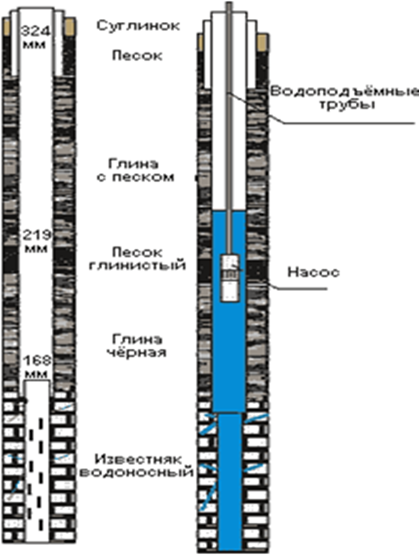 324
мм
Суглинок
Песок
Водоподъёмные
трубы
Глина
с песком
219
мм
Песок
глинистый
Насос
Глина
чёрная
168
мм
Известняк
водоносный